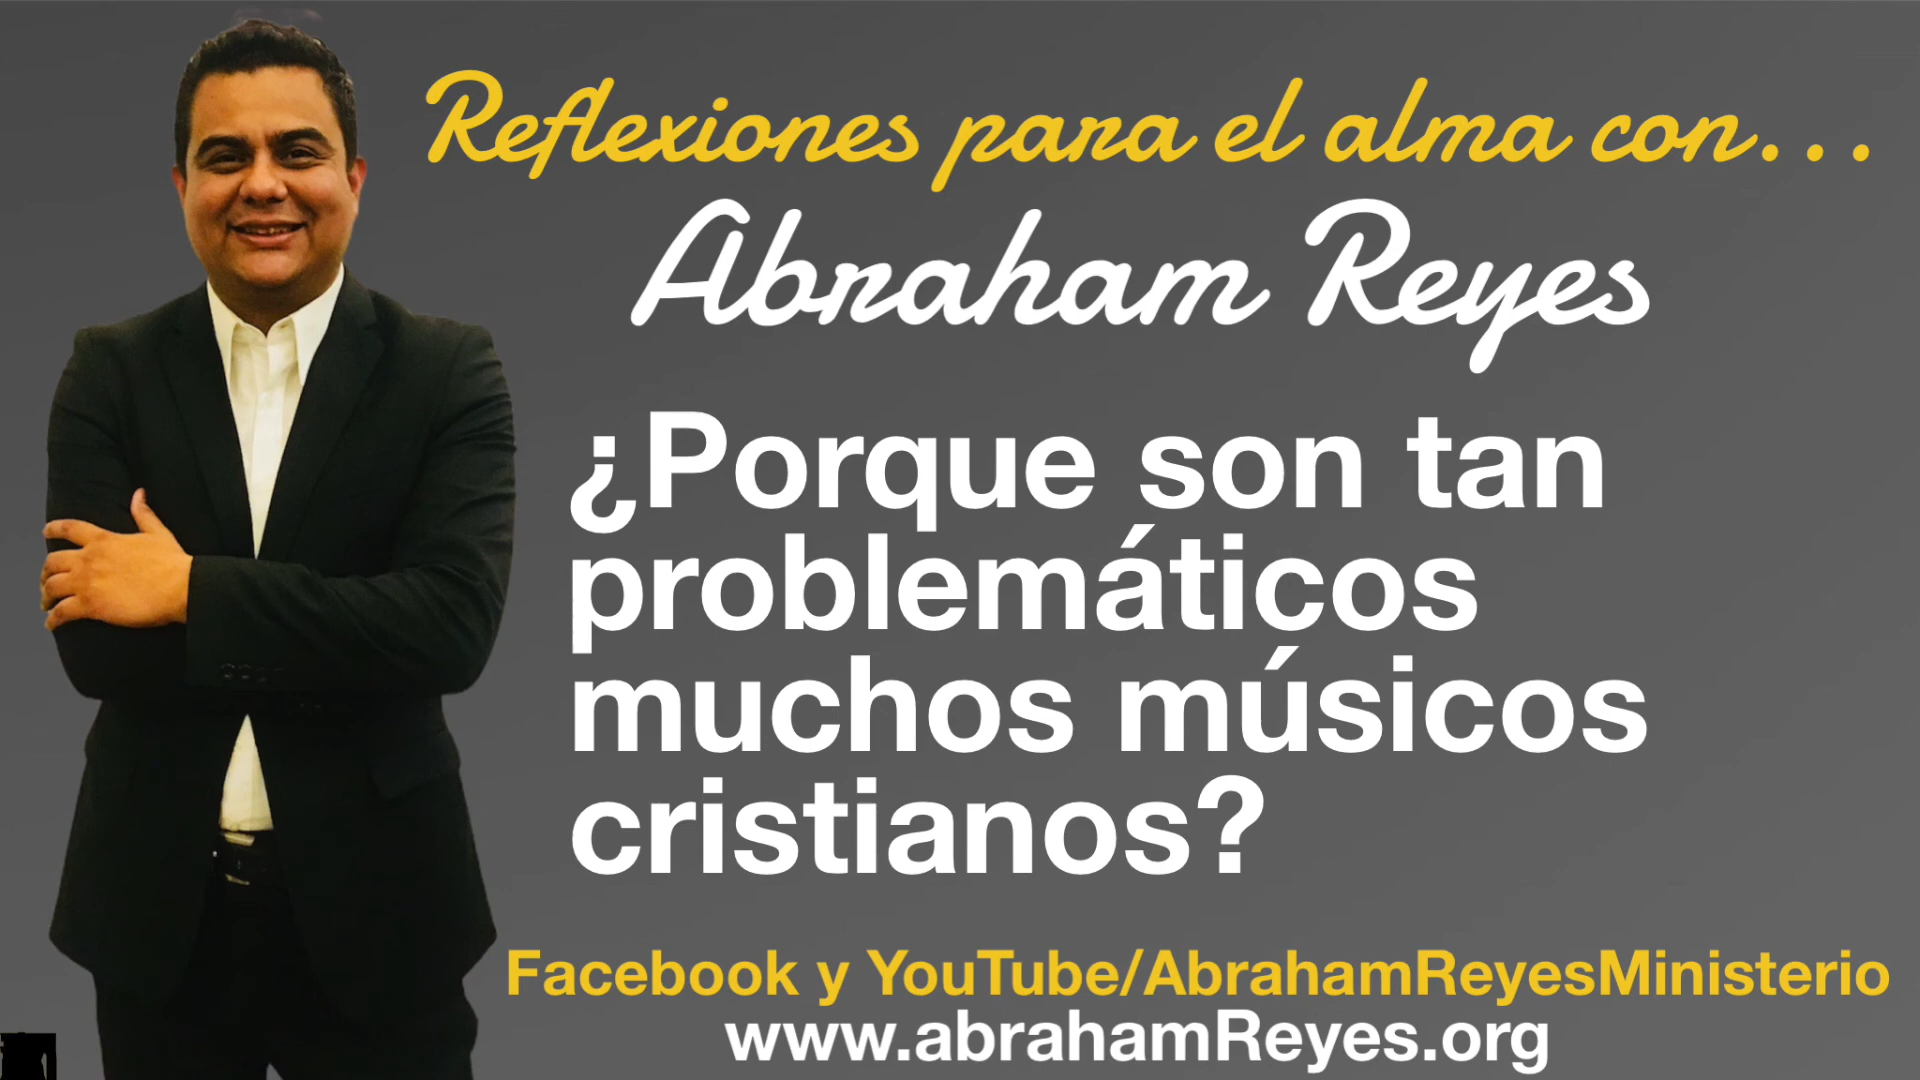 Reflexiones para el alma con...
Abraham Reyes
¿Porque son tan
problemáticos
muchos músicos
cristianos?
Facebook y YouTube/AbrahamReyesMinisterio
www.abrahamReyes.org